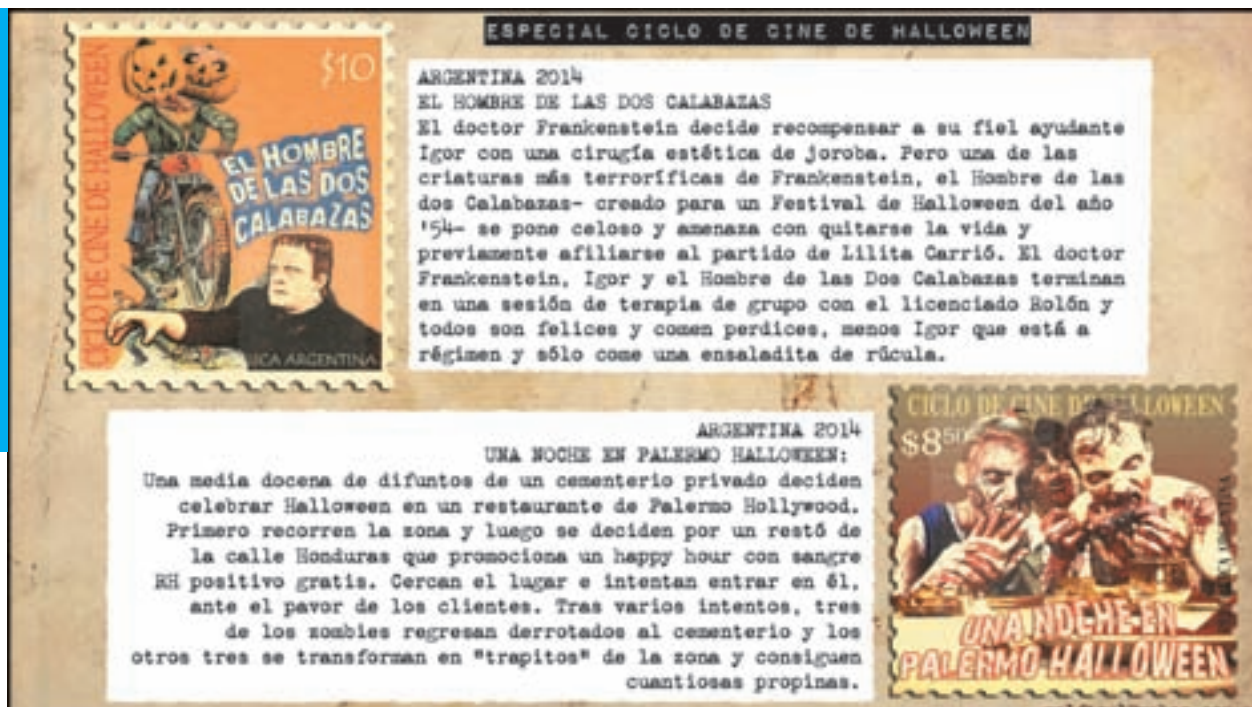 ESPECIAL CICLO DE CINE DE HALLOWEEN
CICLO DE CINE DE HALLOWEEN
$10
EL HOMBRE
DE LAS DOS
CALABAZAS
ARGENTINA
ARGENTINA 2014
EL HOMBRE DE LAS DOS CALABAZAS
El doctor Frankenstein decide recompensar a su fiel ayudante
Igor con una cirugía estética de joroba. Pero una de las
criaturas más terroríficas de Frankenstein, el Hombre de las
dos Calabazas- creado para un Festival de Halloween del año
'54- se pone celoso y amenaza con quitarse la vida y
previamente afiliarse al partido de Lilita Carrió. El doctor
Frankenstein, Igor y el Hombre de las Dos Calabazas terminan
en una sesión de terapia de grupo con el licenciado Rolón y
todos son felices y comen perdices, menos Igor que está a
régimen y sólo come una ensaladita de rúcula.
ARGENTINA 2014
UNA NOCHE EN PALERMO HALLOWEEN:
Una media docena de difuntos de un cementerio privado deciden
celebrar Halloween en un restaurante de Palermo Hollywood.
Primero recorren la zona y luego se deciden por un restó de
la calle Honduras que promociona un happy hour con sangre
RH positivo gratis. Cercan el lugar e intentan entrar en él,
ante el pavor de los clientes. Tras varios intentos, tres
de los zombies regresan derrotados al cementerio y los
otros tres se transforman en "trapitos" de la zona y consiguen
cuantiosas propinas.
CICLO DE CINE DE HALLOWEEN
$850
UNA NOCHE EN
PALERMO HALLOWEEN